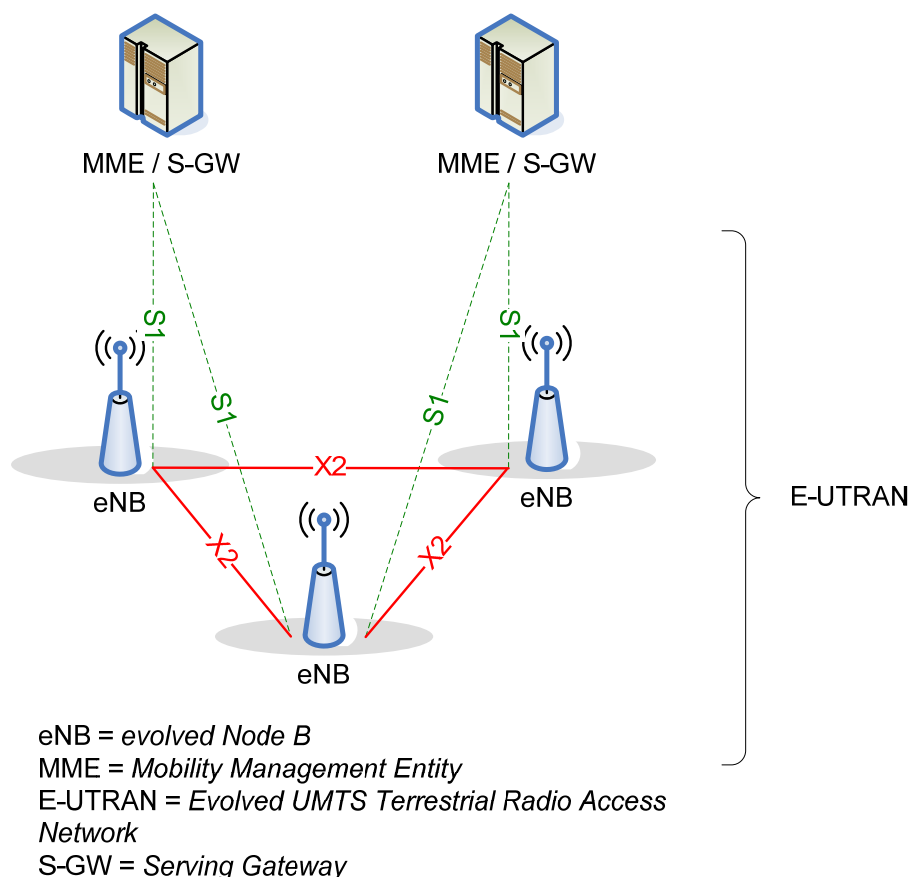 MME / S-GW
MME / S-GW
S1
S1
S1
S1
X2
eNB
eNB
E-UTRAN
X2
X2
eNB
eNB = evolved Node B
MME = Mobility Management Entity
E-UTRAN = Evolved UMTS Terrestrial Radio Access
Network
S-GW = Serving Gateway